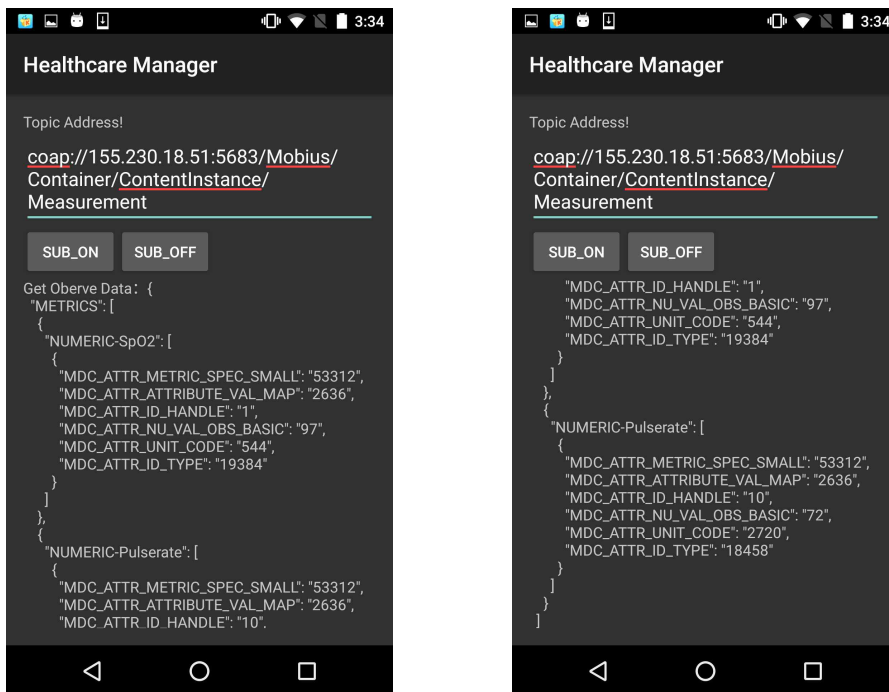 3:34
Healthcare Manager
Topic Address!
coap://155.230.18.51:5683/Mobius/
Container/ContentInstance/
Measurement
SUB_ON SUB_OFF
Get Oberve Data: {
"METRICS": [
{
"NUMERIC-SpO2": [
{
"MDC_ATTR_METRIC_SPEC_SMALL": "53312",
"MDC_ATTR_ATTRIBUTE_VAL_MAP": "2636",
"MDC_ATTR_ID_HANDLE": "1",
"MDC_ATTR_NU_VAL_OBS_BASIC": "97",
"MDC_ATTR_UNIT_CODE": "544",
"MDC_ATTR_ID_TYPE": "19384"
}
]
},
{
"NUMERIC-Pulserate": [
{
"MDC_ATTR_METRIC_SPEC_SMALL": "53312",
"MDC_ATTR_ATTRIBUTE_VAL_MAP": "2636",
"MDC_ATTR_ID_HANDLE": "10",
3:34
Healthcare Manager
Topic Address!
coap://155.230.18.51:5683/Mobius/
Container/ContentInstance/
Measurement
SUB_ON SUB_OFF
"MDC_ATTR_ID_HANDLE": "1",
"MDC_ATTR_NU_VAL_OBS_BASIC": "97",
"MDC_ATTR_UNIT_CODE": "544",
"MDC_ATTR_ID_TYPE": "19384"
}
]
},
{
"NUMERIC-Pulserate": [
{
"MDC_ATTR_METRIC_SPEC_SMALL": "53312",
"MDC_ATTR_ATTRIBUTE_VAL_MAP": "2636",
"MDC_ATTR_ID_HANDLE": "10",
"MDC_ATTR_NU_VAL_OBS_BASIC": "72",
"MDC_ATTR_UNIT_CODE": "2720",
"MDC_ATTR_ID_TYPE": "18458"
}
]
}
]